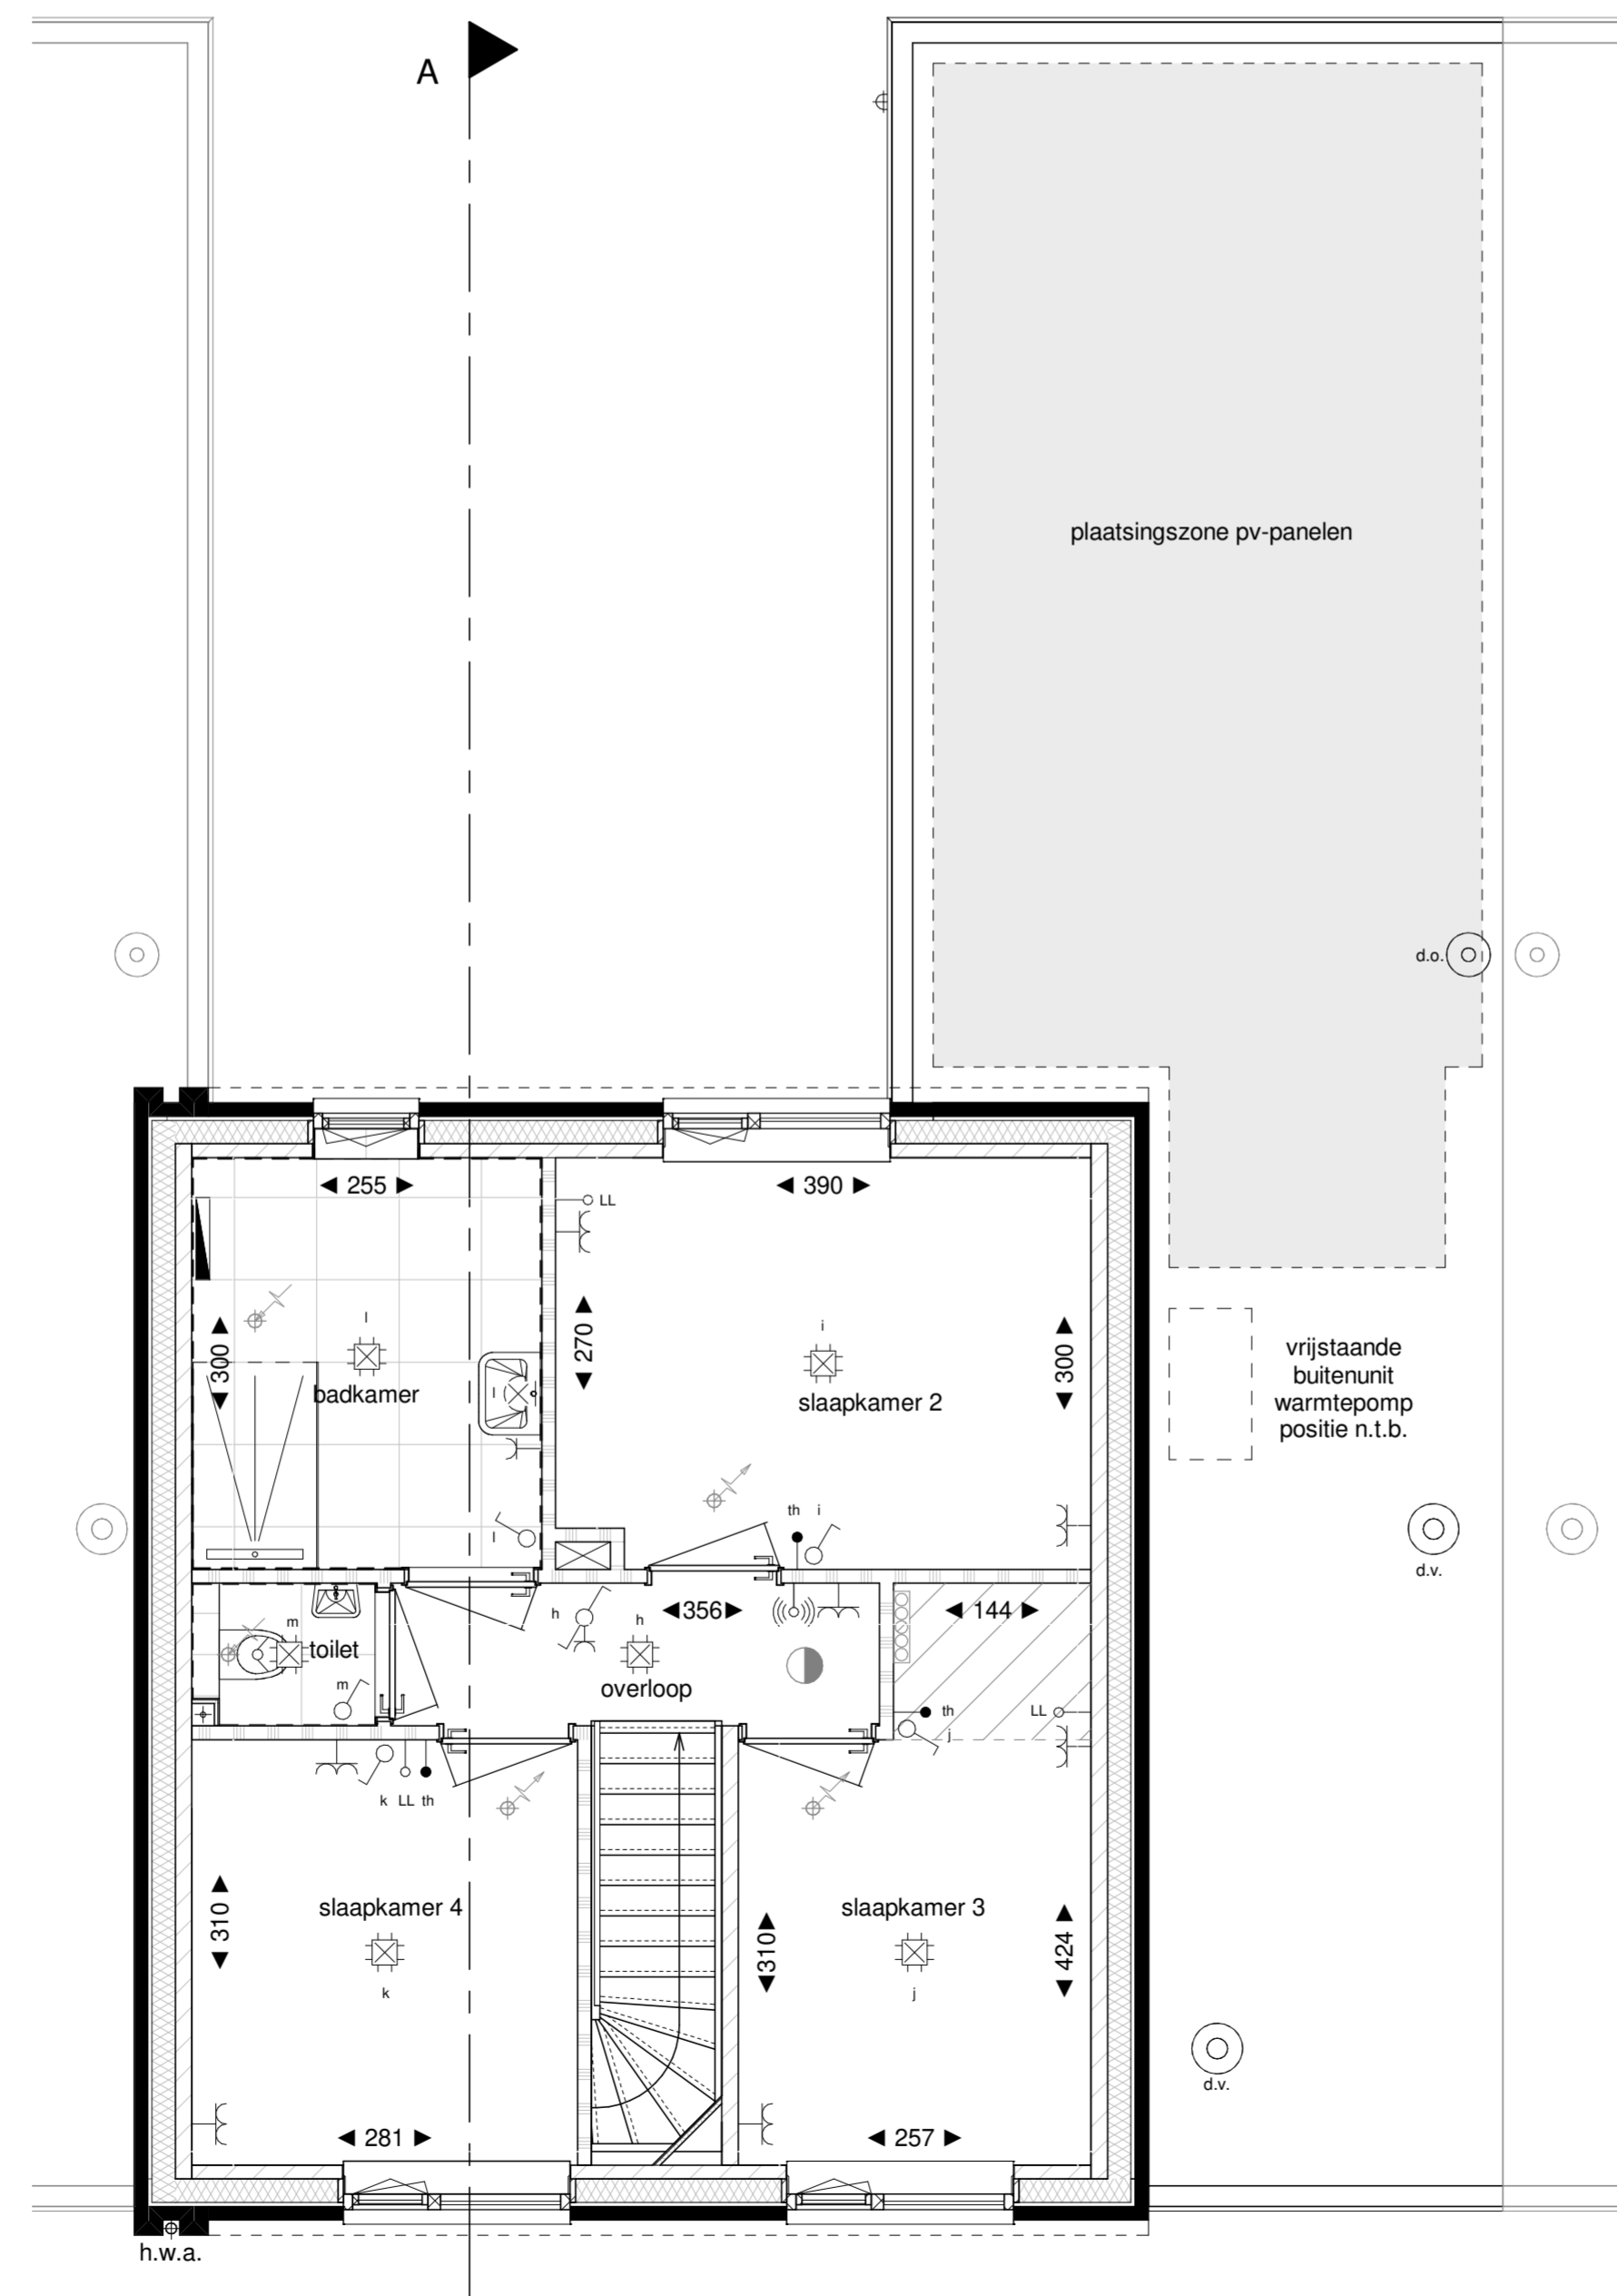 A
plaatsingszone pv-panelen
d.o.
◄ 255 ►
◄ 390 ►
LL
◄ 300 ►
l
badkamer
l
l
◄ 270 ►
i
slaapkamer 2
◄ 300 ►
vrijstaande
buitenunit
warmtepomp
positie n.t.b.
th i
d.v.
m
toilet
m
h
h
◄356►
overloop
◄ 144 ►
th
j
LL
k LL th
◄ 310 ►
slaapkamer 4
k
◄310►
slaapkamer 3
j
◄ 424 ►
d.v.
◄ 281 ►
◄ 257 ►
h.w.a.